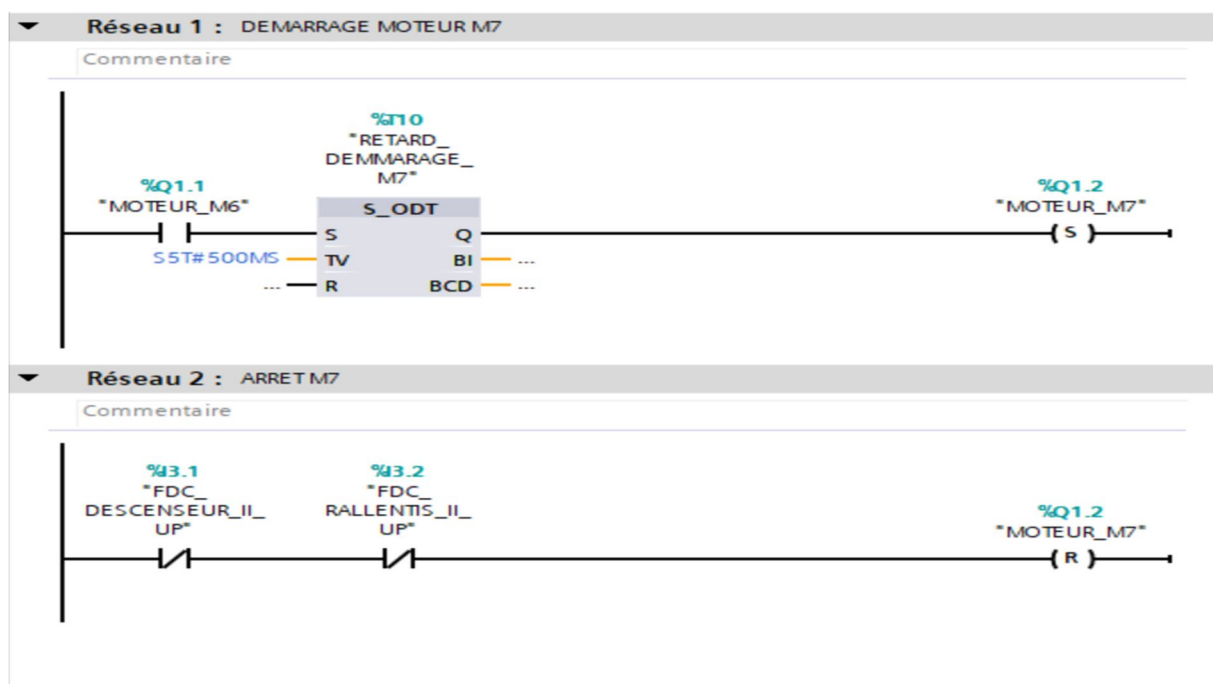 Réseau 1 : DEMARRAGE MOTEUR M7
Commentaire
%T10
"RETARD_
DEMMARAGE_
M7"
%Q1.1
"MOTEUR_M6"
%Q1.2
"MOTEUR_M7"
S_ODT
S Q
( S )
S5T#500MS TV BI ...
... R BCD ...
Réseau 2 : ARRET M7
Commentaire
%I3.1
"FDC_
DESCENSEUR_II_
UP"
%I3.2
"FDC_
RALLENTIS_II_
UP"
%Q1.2
"MOTEUR_M7"
( R )